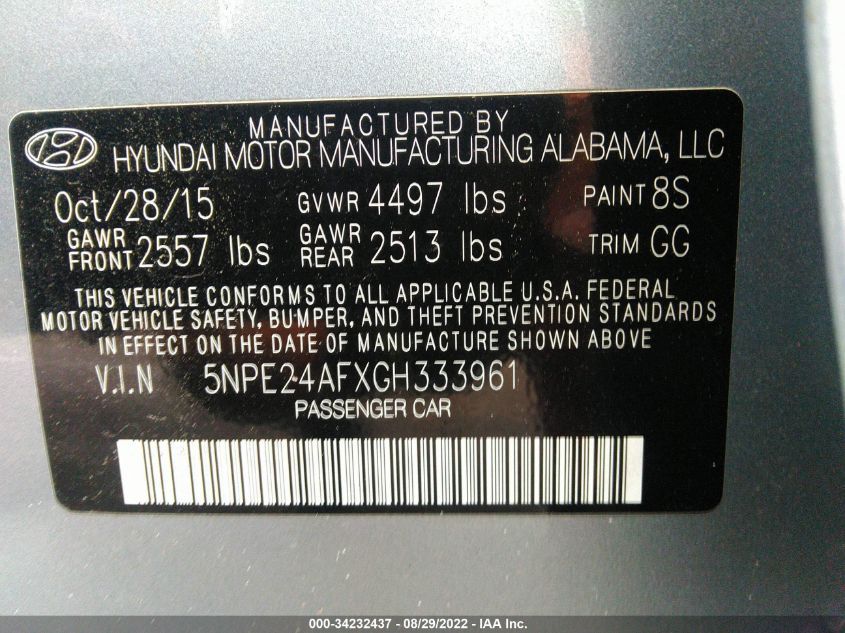 MANUFACTURED BY
HYUNDAI MOTOR MANUFACTURING ALABAMA, LLC
Oct/28/15 GVWR 4497 lbs PAINT 8S
GAWR FRONT 2557 lbs GAWR REAR 2513 lbs TRIM GG
THIS VEHICLE CONFORMS TO ALL APPLICABLE U.S.A. FEDERAL
MOTOR VEHICLE SAFETY, BUMPER, AND THEFT PREVENTION STANDARDS
IN EFFECT ON THE DATE OF MANUFACTURE SHOWN ABOVE
V.I.N 5NPE24AFXGH333961
PASSENGER CAR
000-34232437 - 08/29/2022 - IAA Inc.